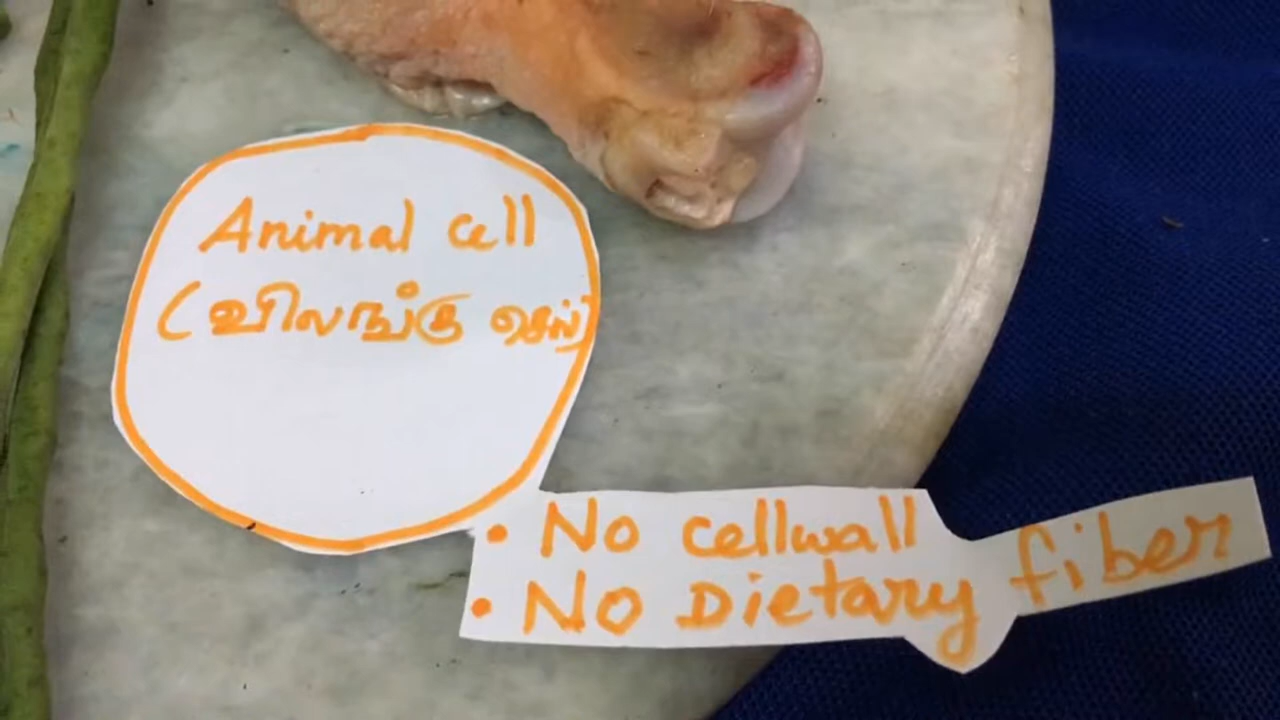 Animal cell
(விலங்கு செல்)
• No cellwall
• No Dietary fiber